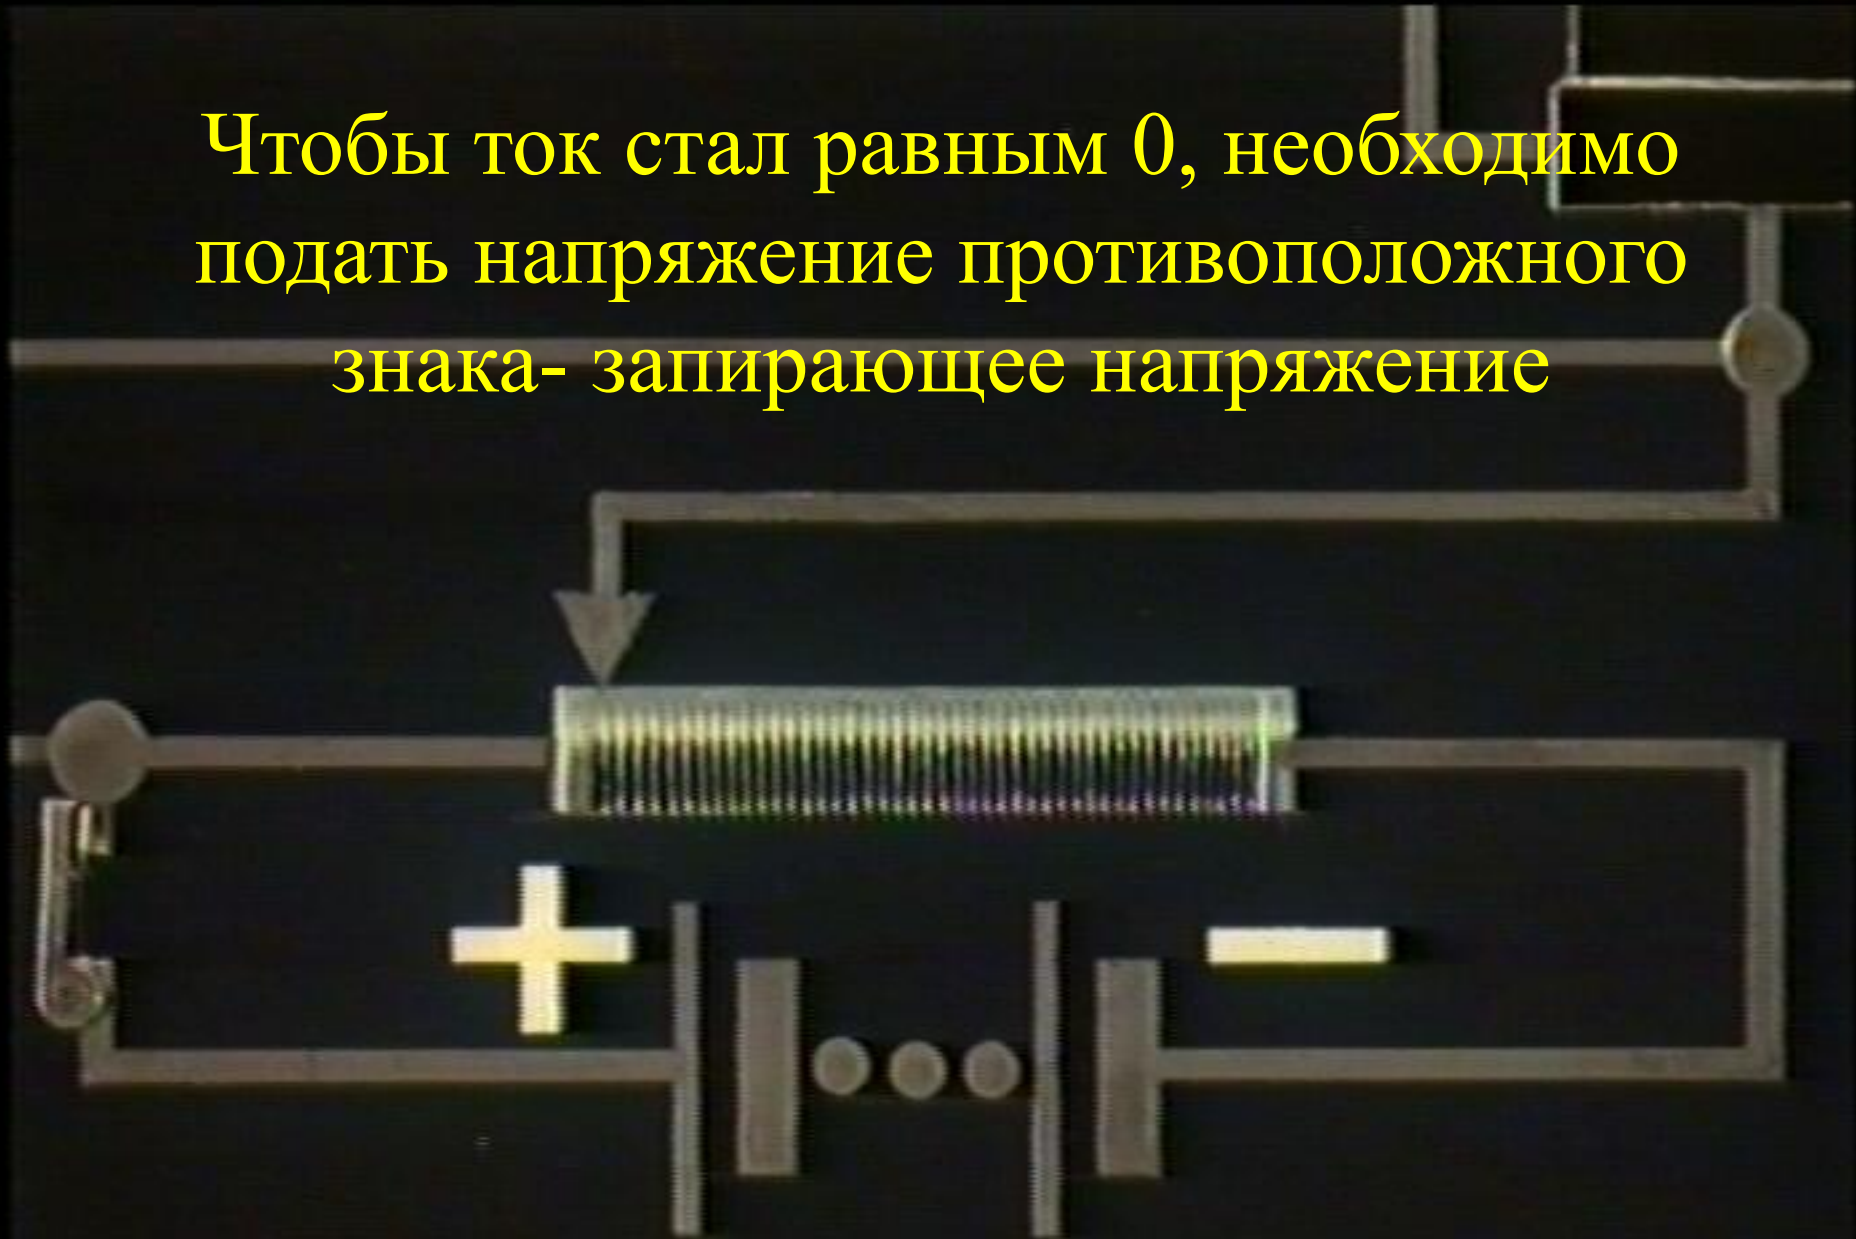 Чтобы ток стал равным 0, необходимо
подать напряжение противоположного
знака- запирающее напряжение